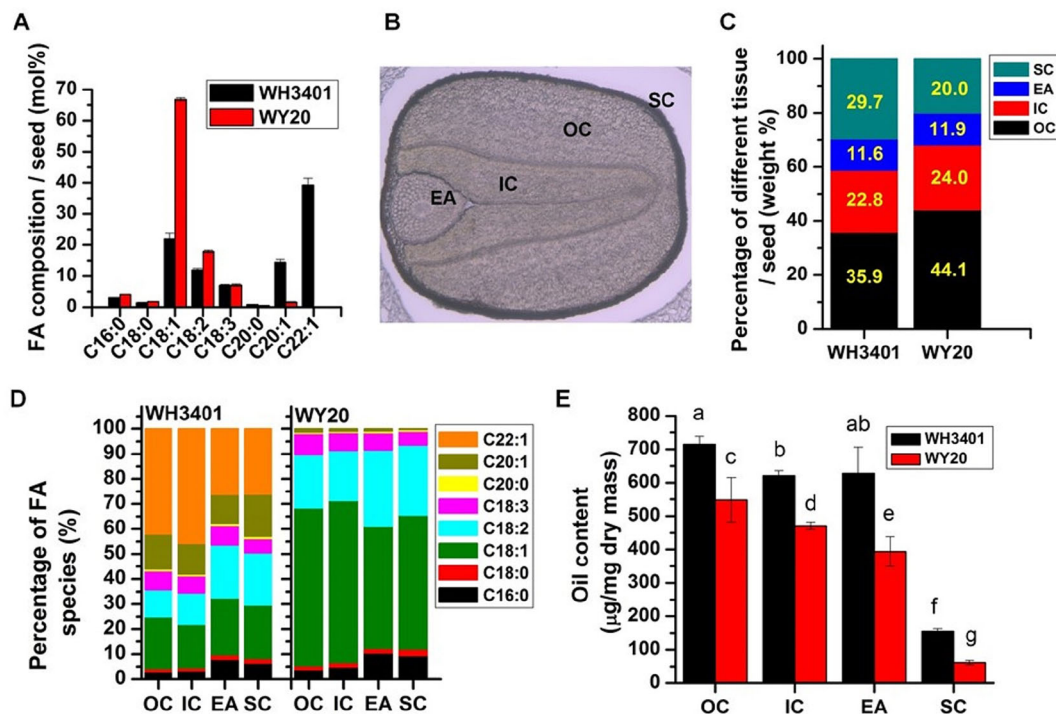 A
FA composition / seed (mol%)
70
60
50
40
30
20
10
0
WH3401
WY20
C16:0
C18:0
C18:1
C18:2
C18:3
C20:0
C20:1
C22:1
B
SC
OC
IC
EA
C
Percentage of different tissue
/ seed (weight %)
100
80
60
40
20
0
29.7
11.6
22.8
35.9
20.0
11.9
24.0
44.1
WH3401
WY20
SC
EA
IC
OC
D
Percentage of FA
species (%)
100
90
80
70
60
50
40
30
20
10
0
WH3401
WY20
OC IC EA SC
OC IC EA SC
C22:1
C20:1
C20:0
C18:3
C18:2
C18:1
C18:0
C16:0
E
Oil content
(μg/mg dry mass)
800
700
600
500
400
300
200
100
0
a
c
b
d
ab
e
f
g
WH3401
WY20
OC
IC
EA
SC